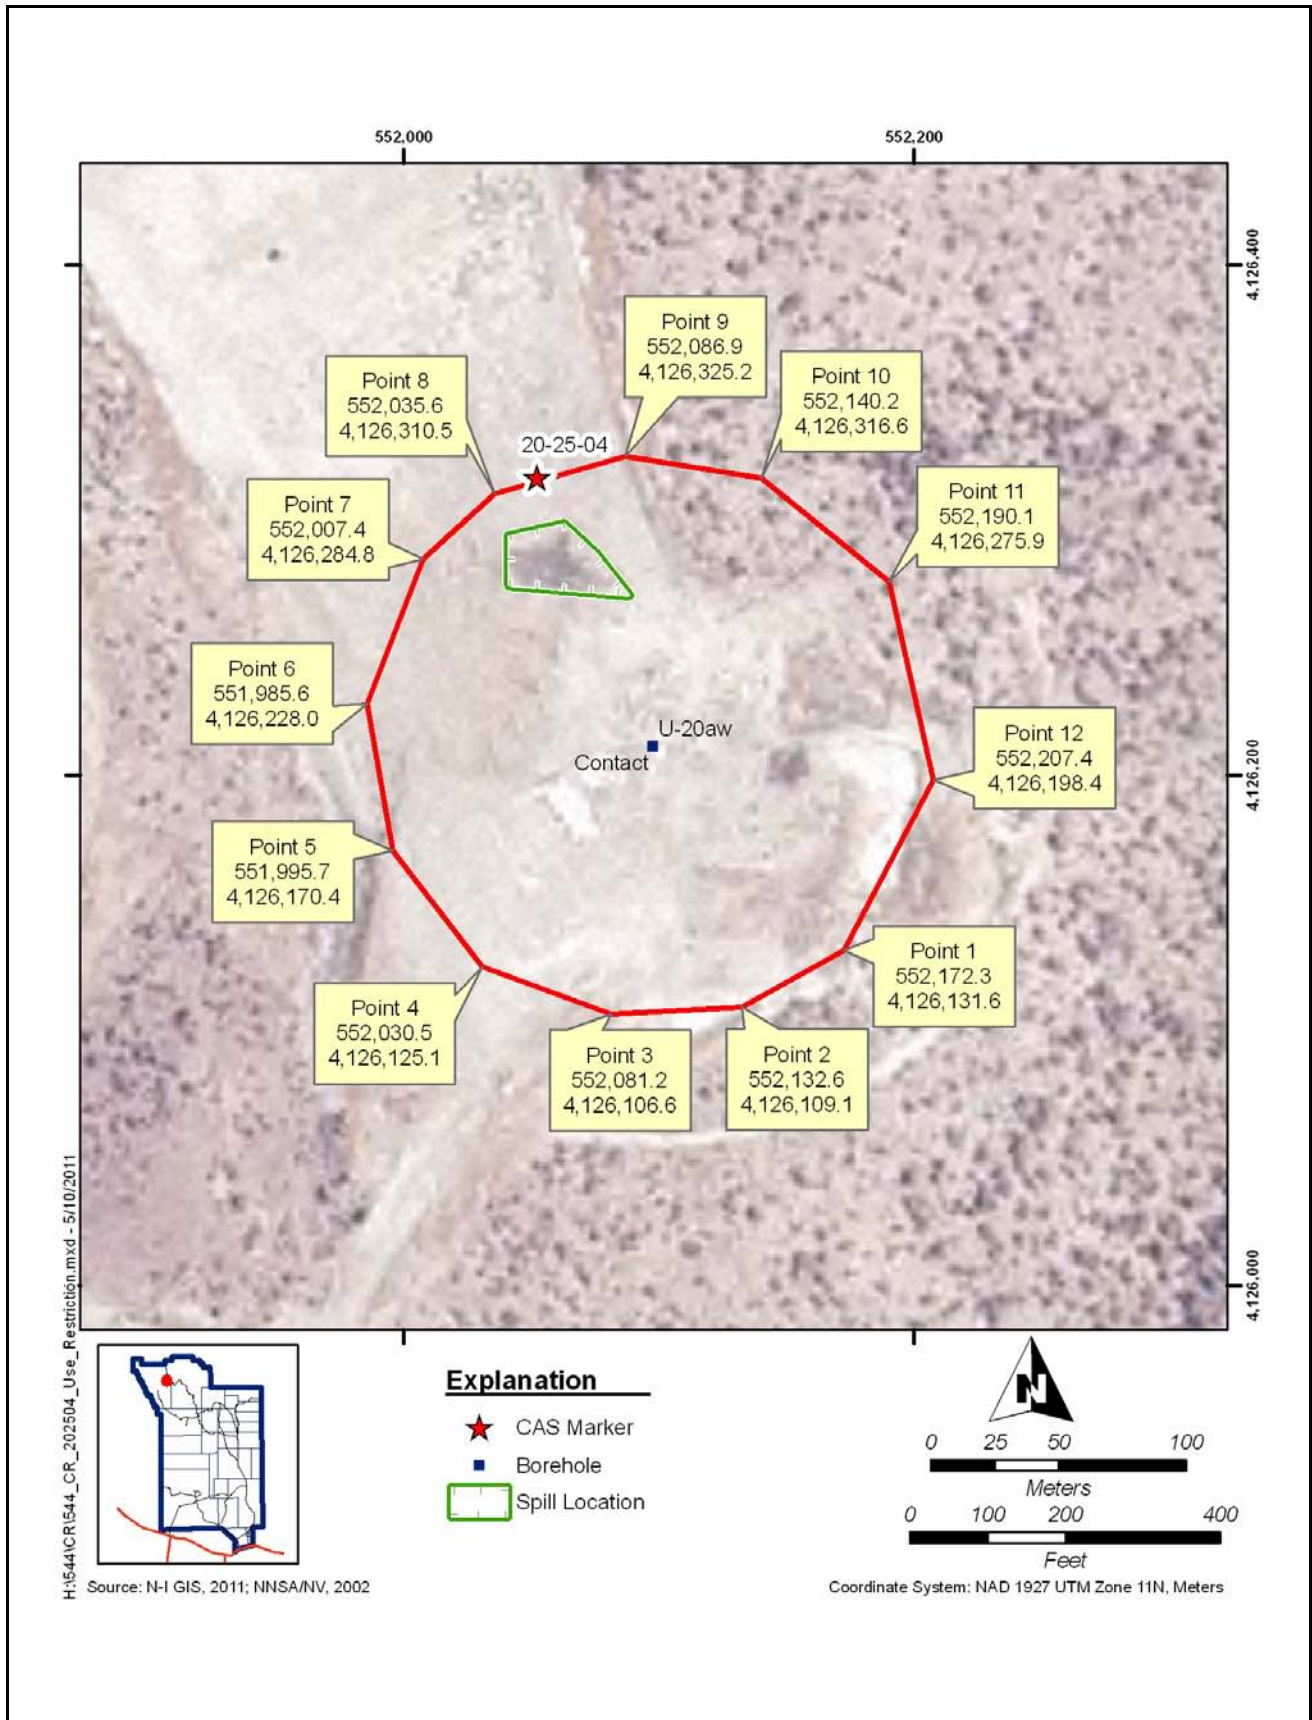 552,000
552,200
4,126,400
Point 9
552,086.9
4,126,325.2
Point 8
552,035.6
4,126,310.5
Point 10
552,140.2
4,126,316.6
20-25-04
Point 7
552,007.4
4,126,284.8
Point 11
552,190.1
4,126,275.9
Point 6
551,985.6
4,126,228.0
U-20aw
Contact
Point 12
552,207.4
4,126,198.4
4,126,200
Point 5
551,995.7
4,126,170.4
Point 1
552,172.3
4,126,131.6
Point 4
552,030.5
4,126,125.1
Point 3
552,081.2
4,126,106.6
Point 2
552,132.6
4,126,109.1
4,126,000
H:\544\CR\544_CR_202504_Use_Restriction.mxd - 5/10/2011
Explanation
CAS Marker
Borehole
Spill Location
N
0 25 50 100
Meters
0 100 200 400
Feet
Source: N-I GIS, 2011; NNSA/NV, 2002
Coordinate System: NAD 1927 UTM Zone 11N, Meters